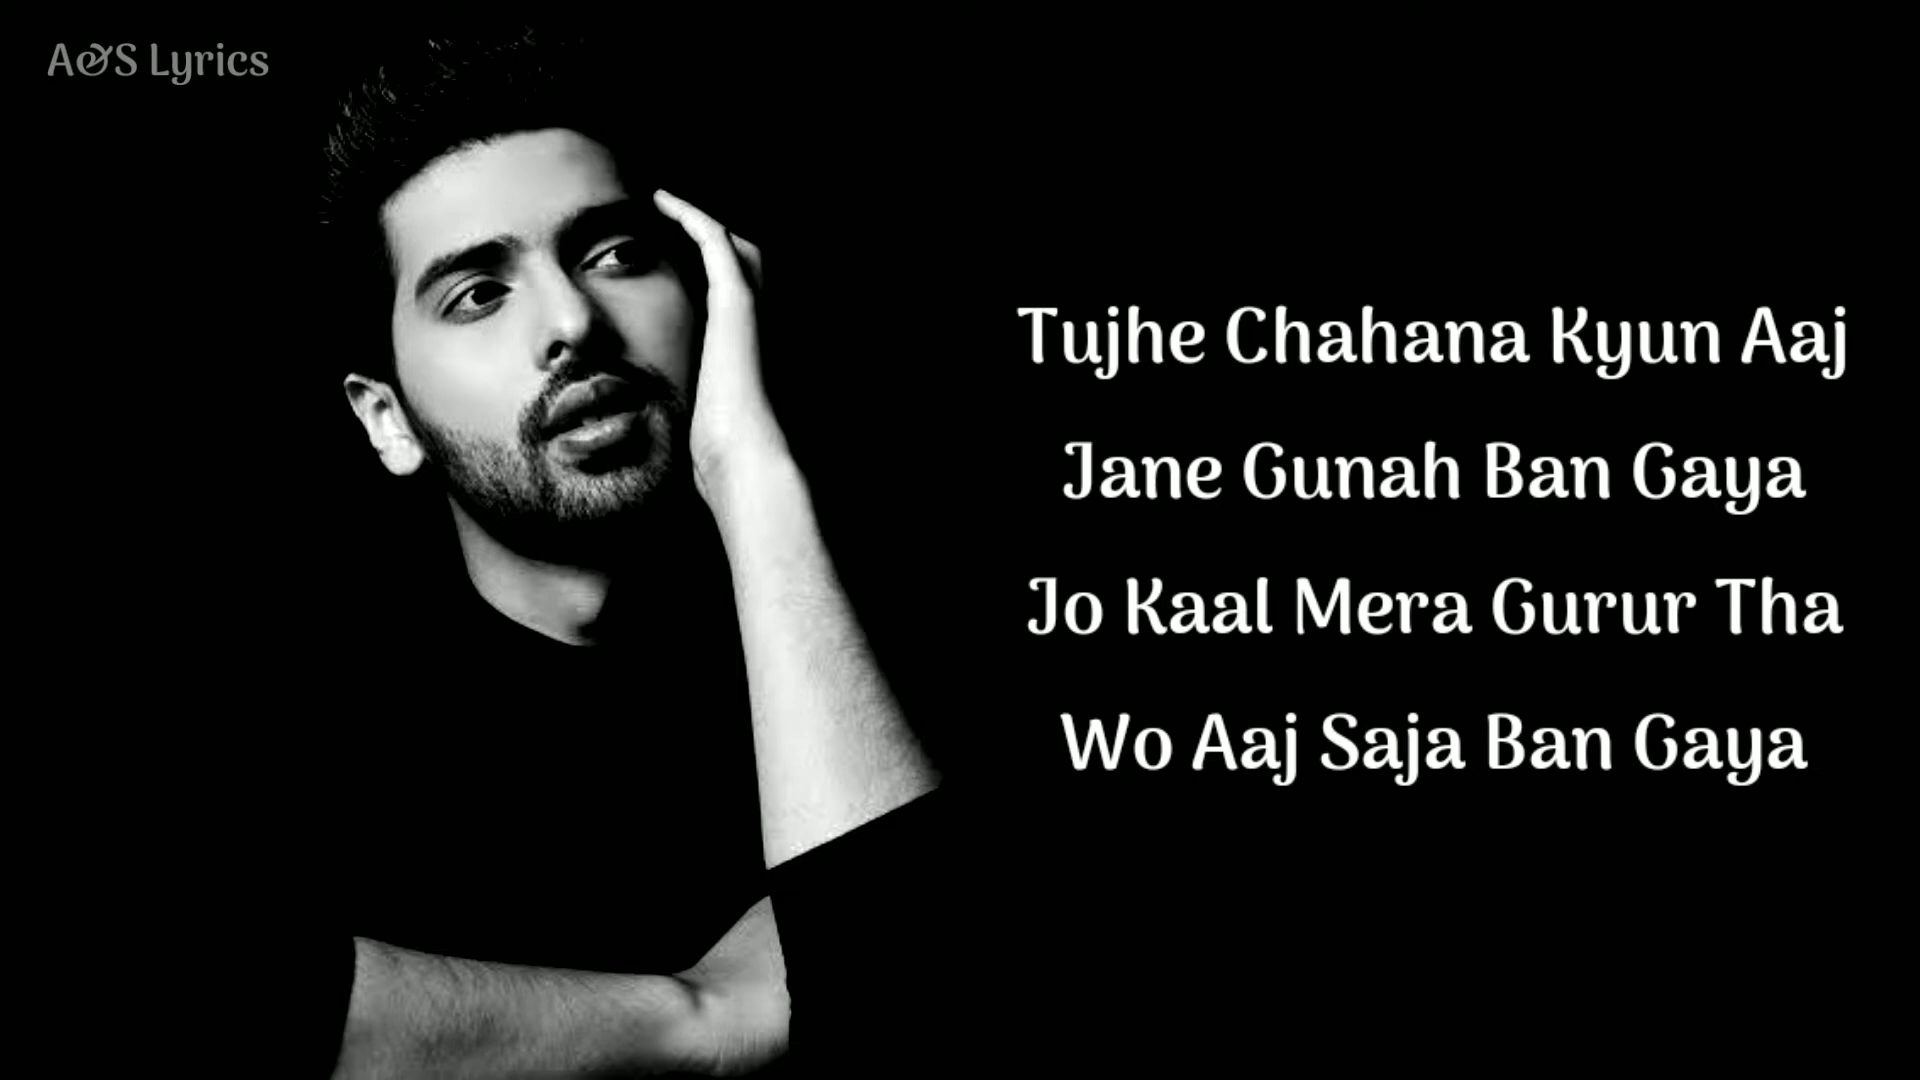 A&S Lyrics
Tujhe Chahana Kyun Aaj
Jane Gunah Ban Gaya
Jo Kaal Mera Gurur Tha
Wo Aaj Saja Ban Gaya